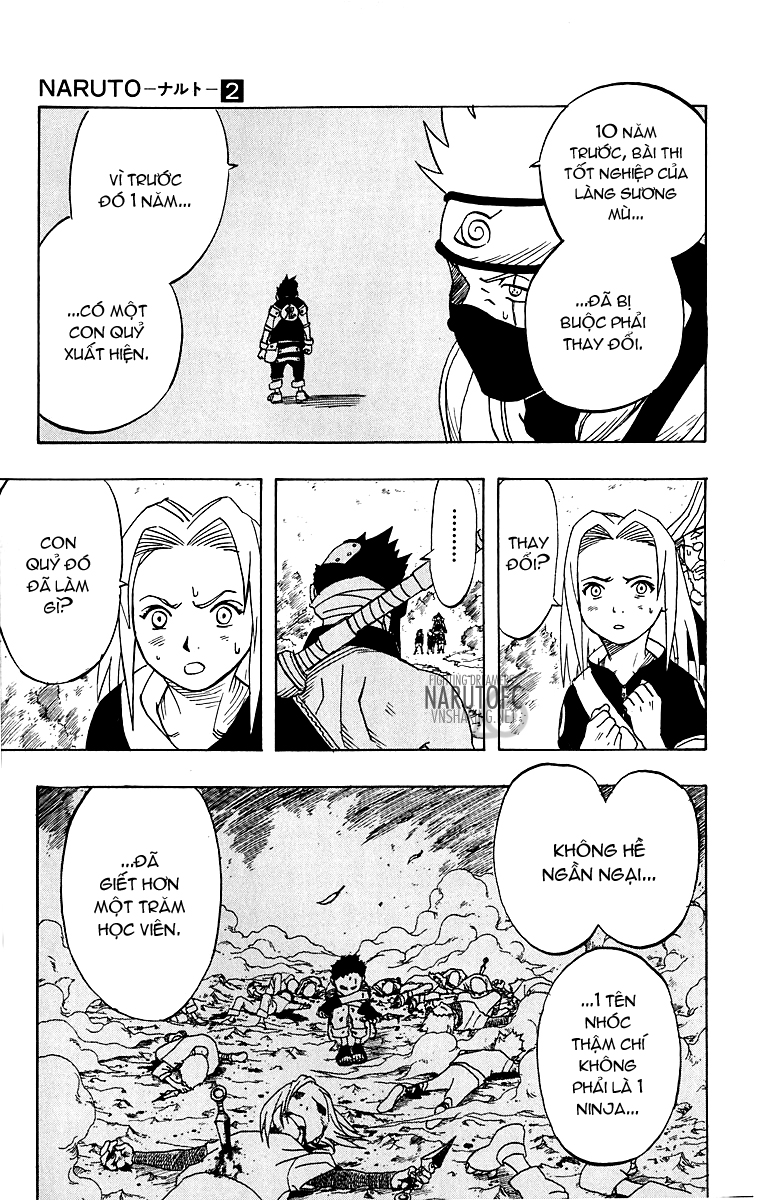 NARUTO—ナルト—2
10 NĂM
TRƯỚC, BÀI THI
TỐT NGHIỆP CỦA
LÀNG SƯƠNG
MÙ...
...ĐÃ BỊ
BUỘC PHẢI
THAY ĐỔI.
VÌ TRƯỚC
ĐÓ 1 NĂM...
...CÓ MỘT
CON QUỶ
XUẤT HIỆN.
THAY
ĐỔI?
........
CON
QUỶ ĐÓ
ĐÃ LÀM
GÌ?
NARUTOFC
VNSHARING.NET
KHÔNG HỀ
NGẦN NGẠI...
...1 TÊN
NHÓC
THẬM CHÍ
KHÔNG
PHẢI LÀ 1
NINJA...
...ĐÃ
GIẾT HƠN
MỘT TRĂM
HỌC VIÊN.